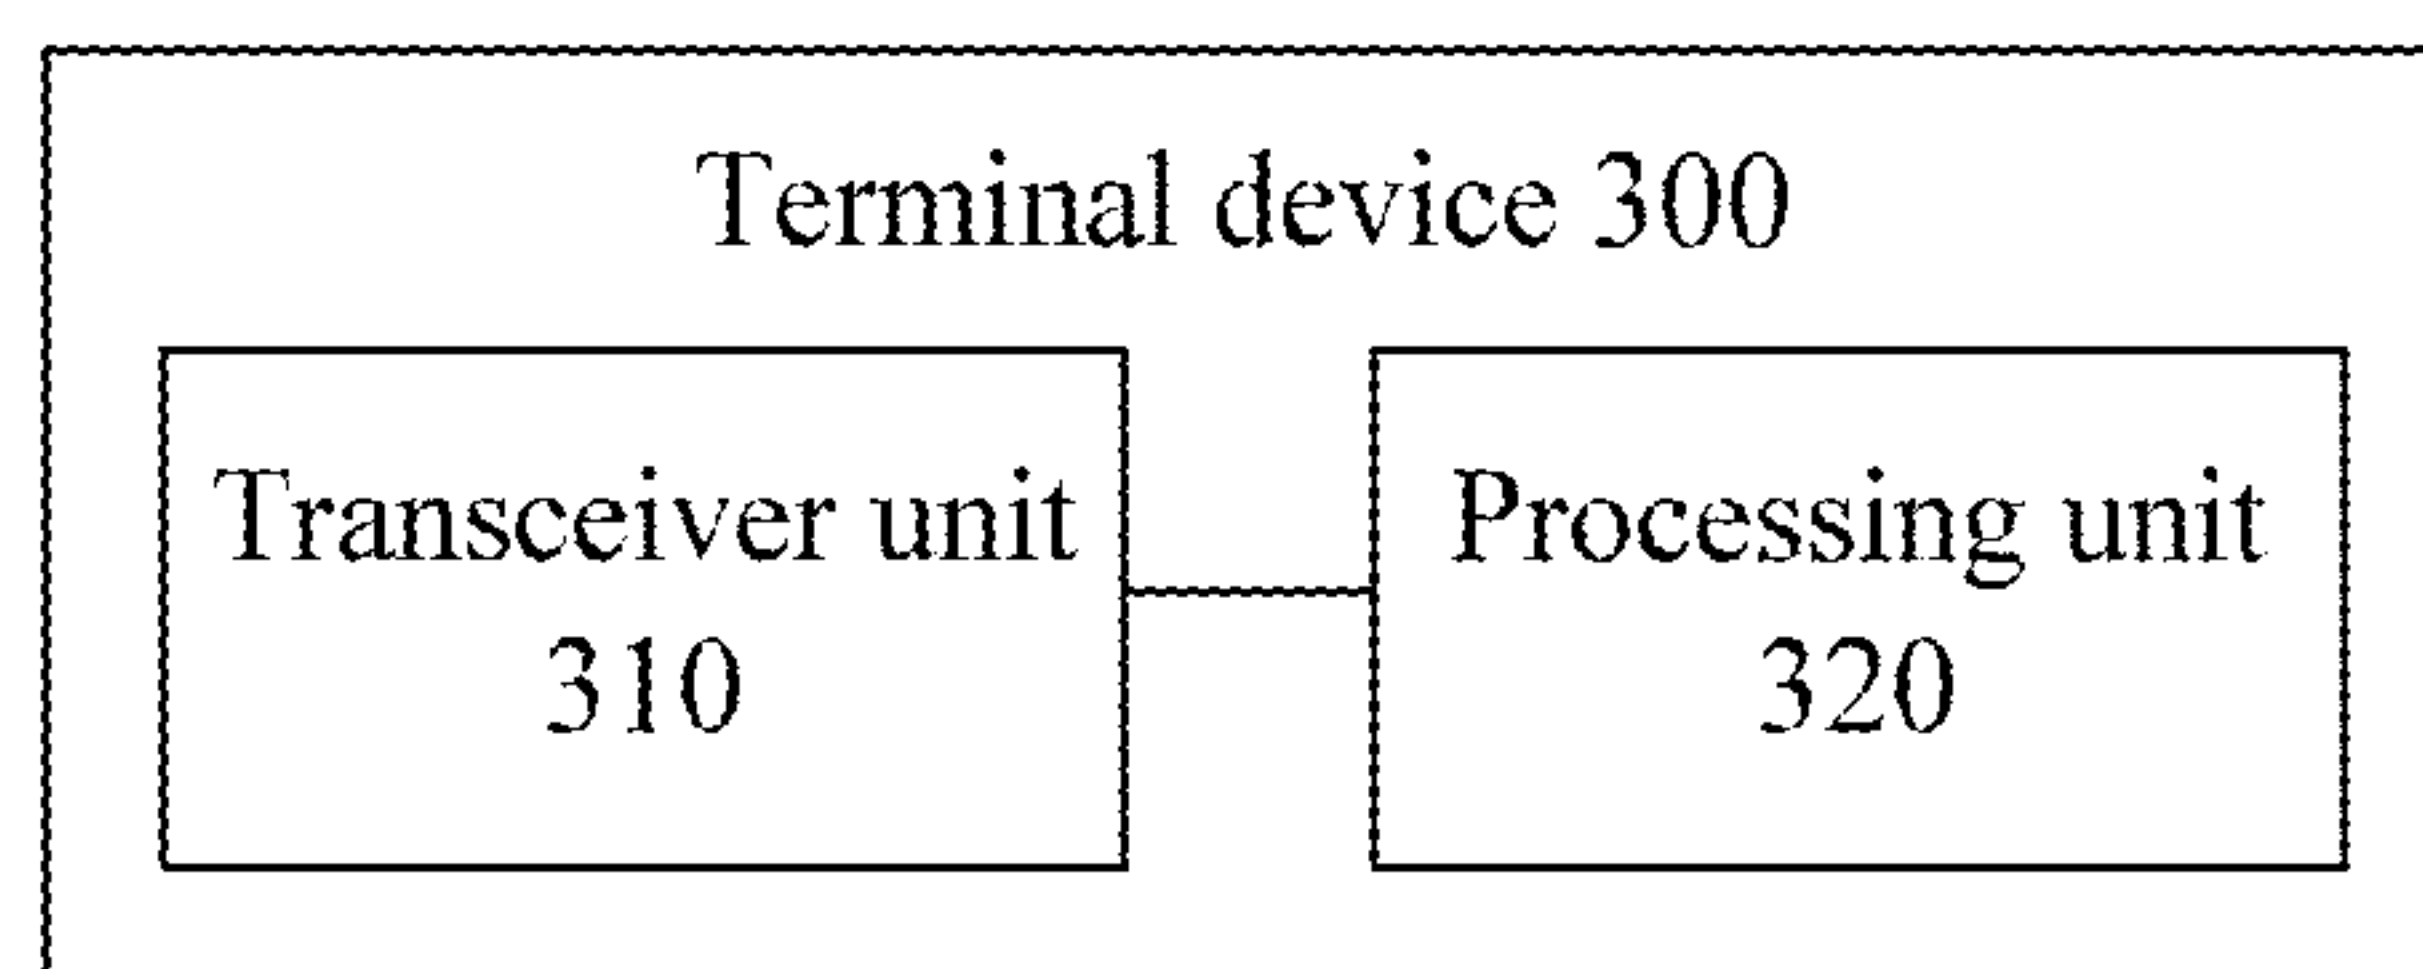 Terminal device 300
Transceiver unit
310
Processing unit
320